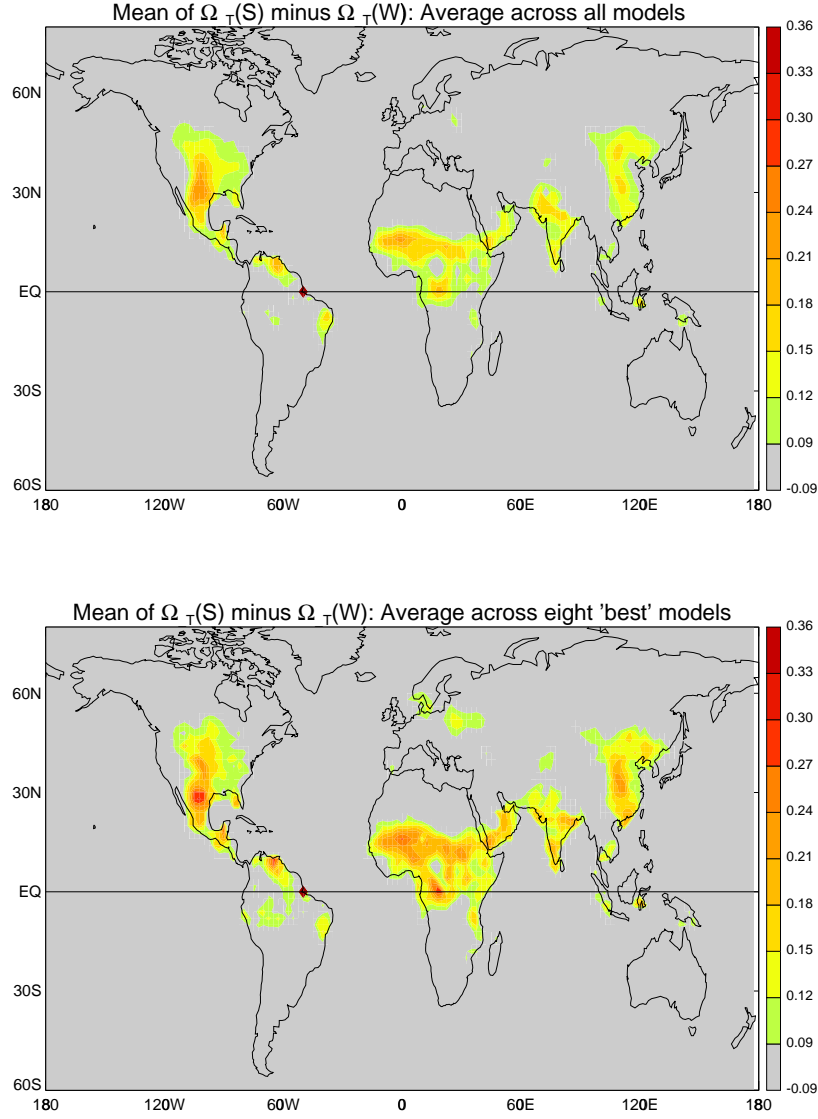 Mean of Ω T(S) minus Ω T(W): Average across all models
0.36
0.33
0.30
0.27
0.24
0.21
0.18
0.15
0.12
0.09
-0.09
60N
30N
EQ
30S
60S
180 120W 60W 0 60E 120E 180
Mean of Ω T(S) minus Ω T(W): Average across eight 'best' models
0.36
0.33
0.30
0.27
0.24
0.21
0.18
0.15
0.12
0.09
-0.09
60N
30N
EQ
30S
60S
180 120W 60W 0 60E 120E 180